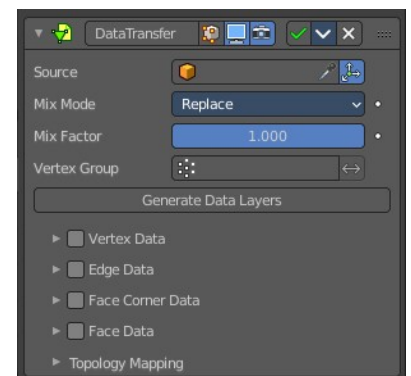 DataTransfer
Source
Mix Mode Replace
Mix Factor 1.000
Vertex Group
Generate Data Layers
Vertex Data
Edge Data
Face Corner Data
Face Data
Topology Mapping